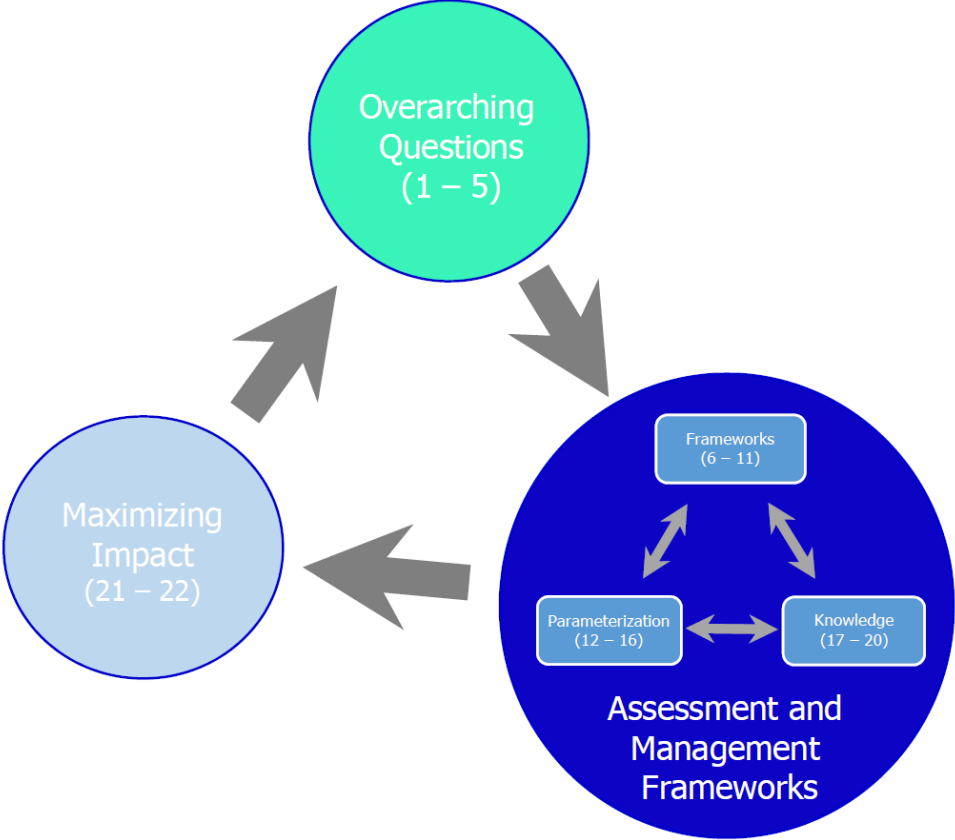 Overarching
Questions
(1 – 5)
Frameworks
(6 – 11)
Parameterization
(12 – 16)
Knowledge
(17 – 20)
Assessment and
Management
Frameworks
Maximizing
Impact
(21 – 22)